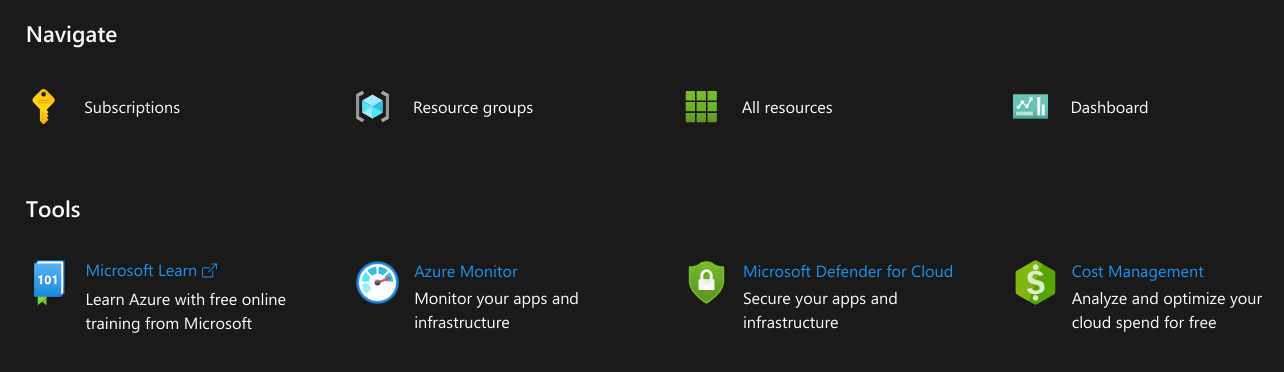 Navigate
Subscriptions
Resource groups
All resources
Dashboard
Tools
101
Microsoft Learn
Learn Azure with free online
training from Microsoft
Azure Monitor
Monitor your apps and
infrastructure
Microsoft Defender for Cloud
Secure your apps and
infrastructure
$
Cost Management
Analyze and optimize your
cloud spend for free